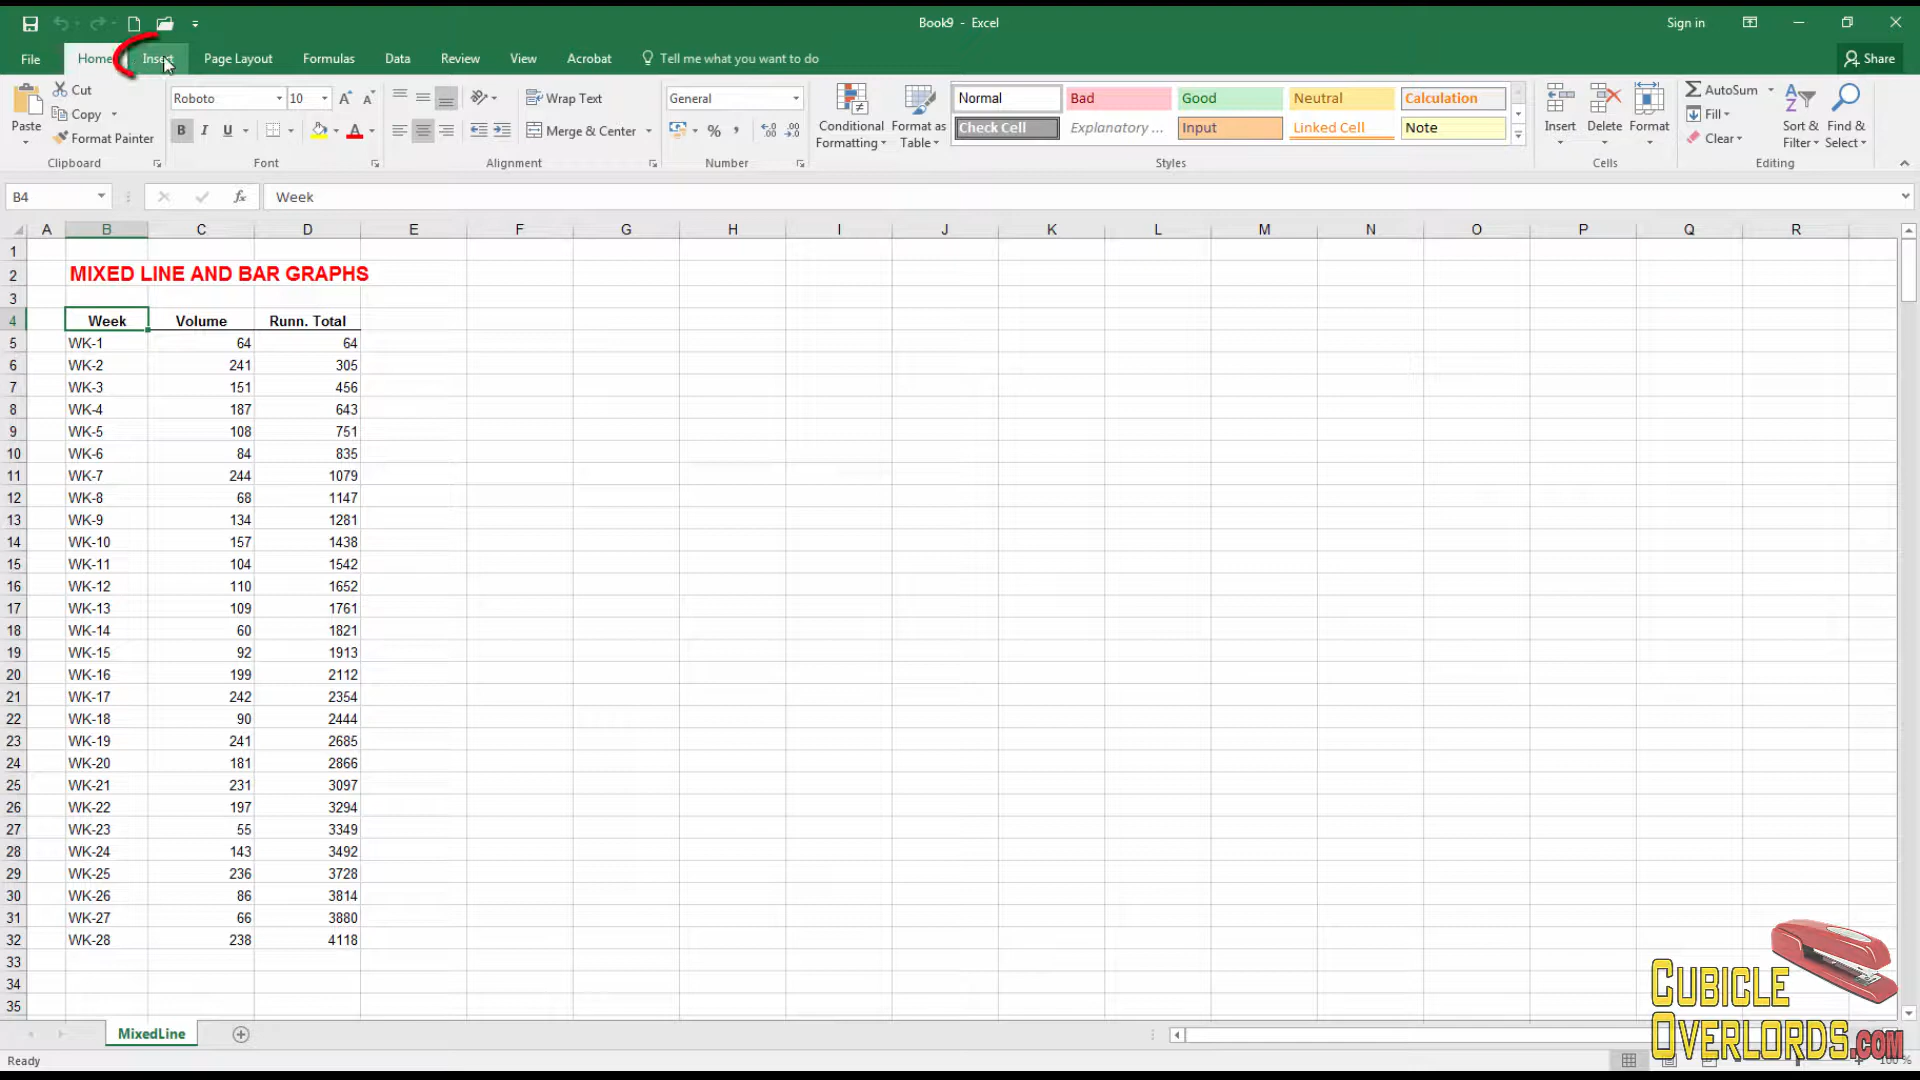 Book9 - Excel
Sign in
File Home Insert Page Layout Formulas Data Review View Acrobat Tell me what you want to do Share
Paste
Cut
Copy
Format Painter
Clipboard
Roboto 10
B I U
Font
Wrap Text
Merge & Center
Alignment
General
% ,
Number
Conditional Formatting
Format as Table
Normal Bad Good Neutral Calculation
Check Cell Explanatory ... Input Linked Cell Note
Styles
Insert Delete Format
Cells
AutoSum
Fill
Clear
Sort & Filter
Find & Select
Editing
B4 fx Week
A B C D E F G H I J K L M N O P Q R
1
2 MIXED LINE AND BAR GRAPHS
3
4 Week Volume Runn. Total
5 WK-1 64 64
6 WK-2 241 305
7 WK-3 151 456
8 WK-4 187 643
9 WK-5 108 751
10 WK-6 84 835
11 WK-7 244 1079
12 WK-8 68 1147
13 WK-9 134 1281
14 WK-10 157 1438
15 WK-11 104 1542
16 WK-12 110 1652
17 WK-13 109 1761
18 WK-14 60 1821
19 WK-15 92 1913
20 WK-16 199 2112
21 WK-17 242 2354
22 WK-18 90 2444
23 WK-19 241 2685
24 WK-20 181 2866
25 WK-21 231 3097
26 WK-22 197 3294
27 WK-23 55 3349
28 WK-24 143 3492
29 WK-25 236 3728
30 WK-26 86 3814
31 WK-27 66 3880
32 WK-28 238 4118
33
34
35
MixedLine
Ready
CUBICLE
OVERLORDS.COM